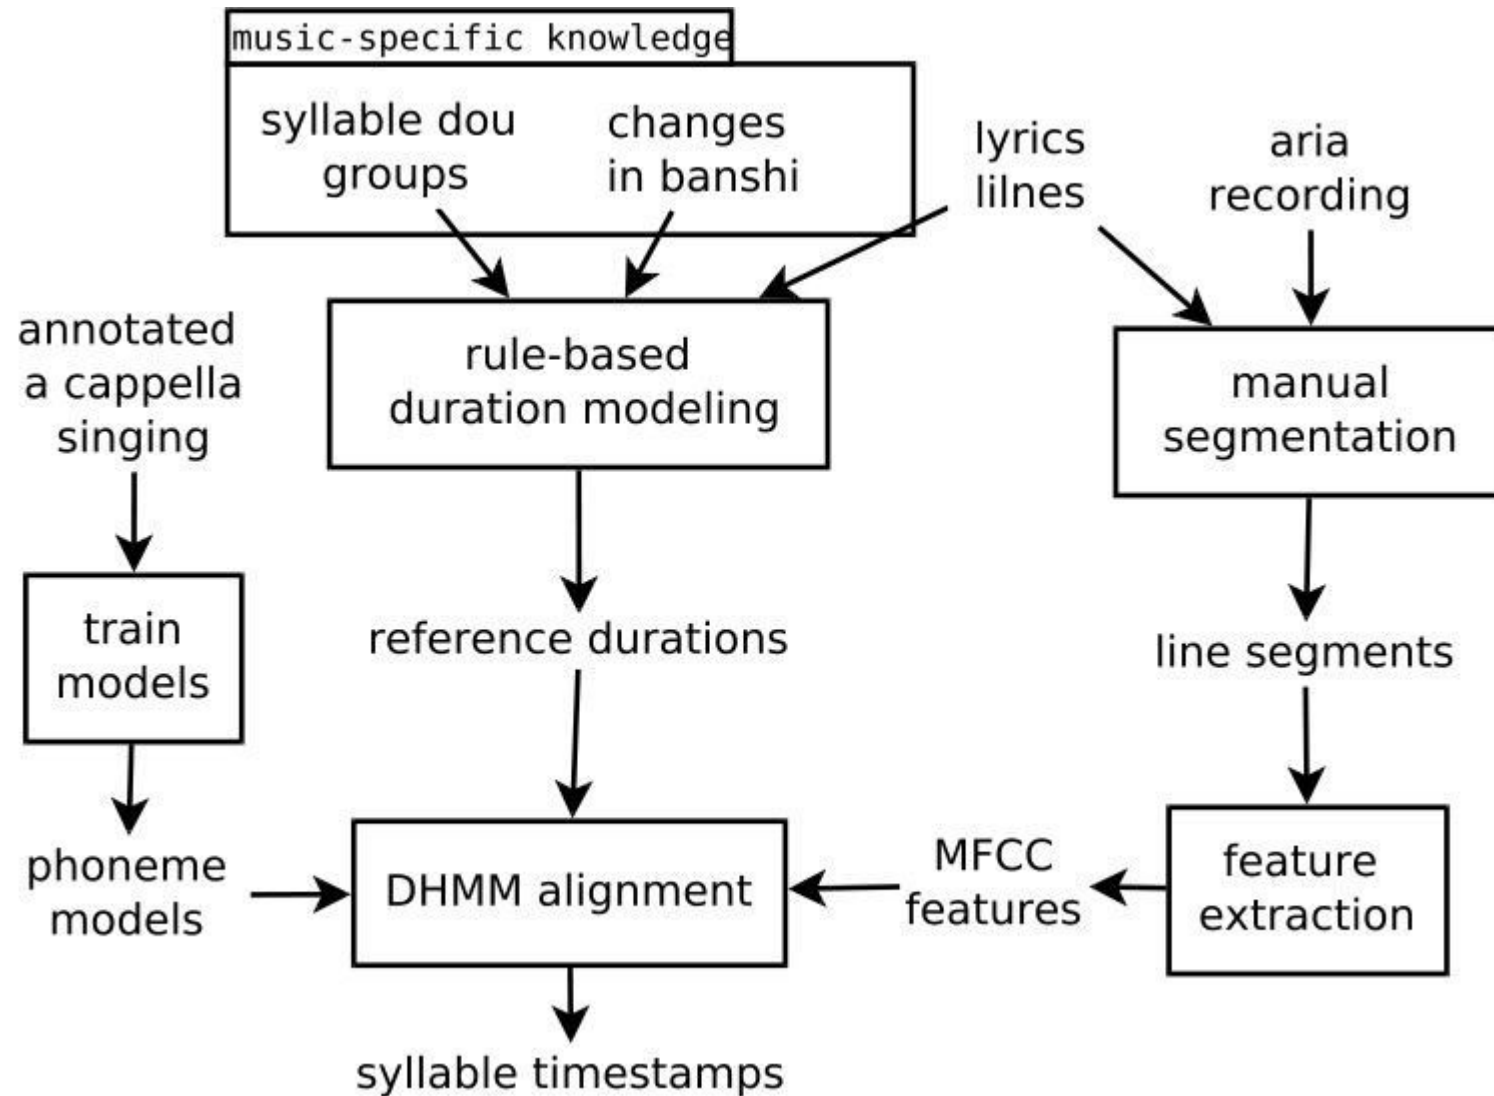 music-specific knowledge
syllable dou
groups
changes
in banshi
lyrics
lilnes
aria
recording
annotated
a cappella
singing
rule-based
duration modeling
manual
segmentation
train
models
reference durations
line segments
phoneme
models
DHMM alignment
MFCC
features
feature
extraction
syllable timestamps